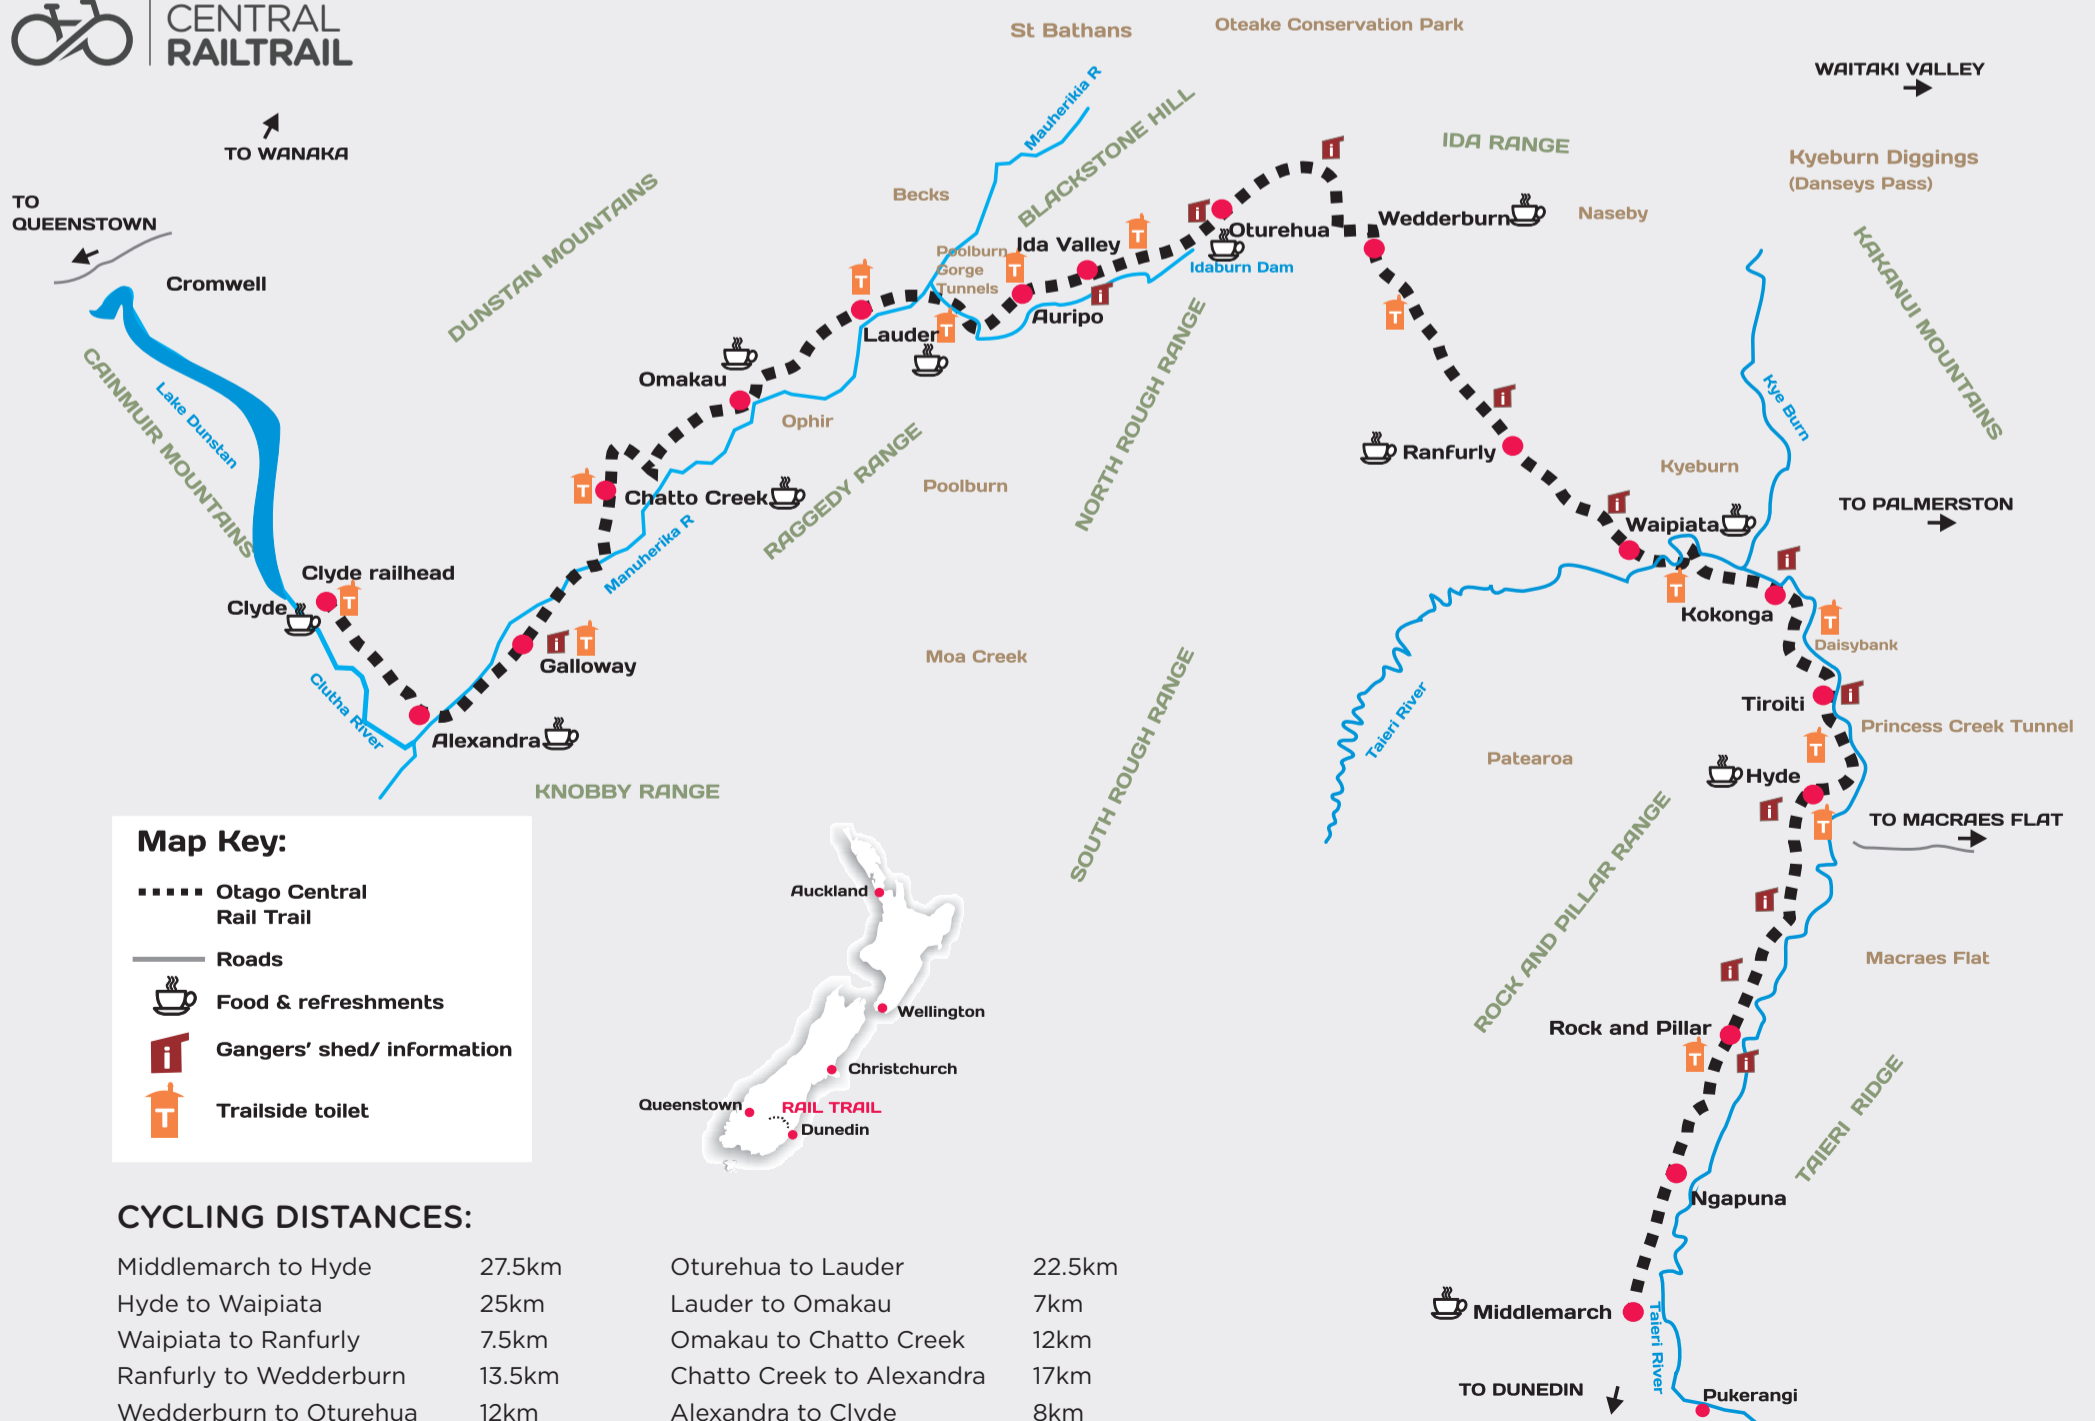 CENTRAL
RAILTRAIL
St Bathans
Oteake Conservation Park
WAITAKI VALLEY
TO WANAKA
TO
QUEENSTOWN
Cromwell
DUNSTAN MOUNTAINS
Becks
Mauherikia R
BLACKSTONE HILL
IDA RANGE
Kyeburn Diggings
(Danseys Pass)
Naseby
Wedderburn
Oturehua
Idaburn Dam
Ida Valley
Poolburn
Gorge
Tunnels
Auripo
Lauder
KAKANUI MOUNTAINS
CAINMUIR MOUNTAINS
Lake Dunstan
Omakau
Ophir
RAGGEDY RANGE
NORTH ROUGH RANGE
Kye Burn
Ranfurly
Kyeburn
Poolburn
Chatto Creek
Manuherika R
TO PALMERSTON
Waipiata
Clyde railhead
Clyde
Kokonga
Daisybank
Galloway
Moa Creek
Clutha River
Alexandra
SOUTH ROUGH RANGE
Taieri River
Tiroiti
Princess Creek Tunnel
Patearoa
Hyde
KNOBBY RANGE
TO MACRAES FLAT
ROCK AND PILLAR RANGE
Macraes Flat
Rock and Pillar
TAIERI RIDGE
Ngapuna
Middlemarch
Taieri River
TO DUNEDIN
Pukerangi
Map Key:
Otago Central
Rail Trail
Roads
Food & refreshments
i
Gangers’ shed/ information
T
Trailside toilet
Auckland
Wellington
Christchurch
Queenstown
RAIL TRAIL
Dunedin
CYCLING DISTANCES:
Middlemarch to Hyde 27.5km
Hyde to Waipiata 25km
Waipiata to Ranfurly 7.5km
Ranfurly to Wedderburn 13.5km
Wedderburn to Oturehua 12km
Oturehua to Lauder 22.5km
Lauder to Omakau 7km
Omakau to Chatto Creek 12km
Chatto Creek to Alexandra 17km
Alexandra to Clyde 8km